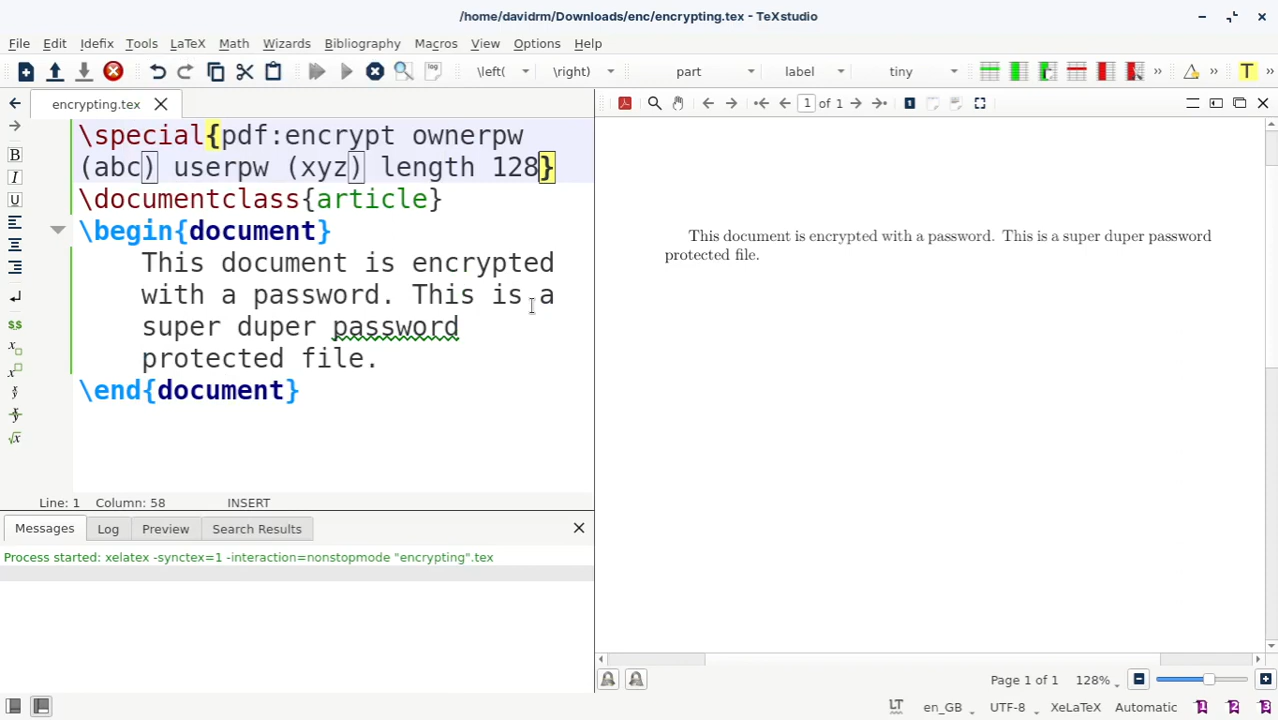 /home/davidrm/Downloads/enc/encrypting.tex - TeXstudio
File Edit Idefix Tools LaTeX Math Wizards Bibliography Macros View Options Help
log \left( \right) part label tiny » » T »
encrypting.tex 1 of 1
\special{pdf:encrypt ownerpw
(abc) userpw (xyz) length 128}
\documentclass{article}
\begin{document}
This document is encrypted
with a password. This is a
super duper password
protected file.
\end{document}
B
I
U
Line: 1 Column: 58 INSERT
Messages Log Preview Search Results
Process started: xelatex -synctex=1 -interaction=nonstopmode "encrypting".tex
This document is encrypted with a password. This is a super duper password
protected file.
Page 1 of 1 128%
LT en_GB UTF-8 XeLaTeX Automatic 1 2 3